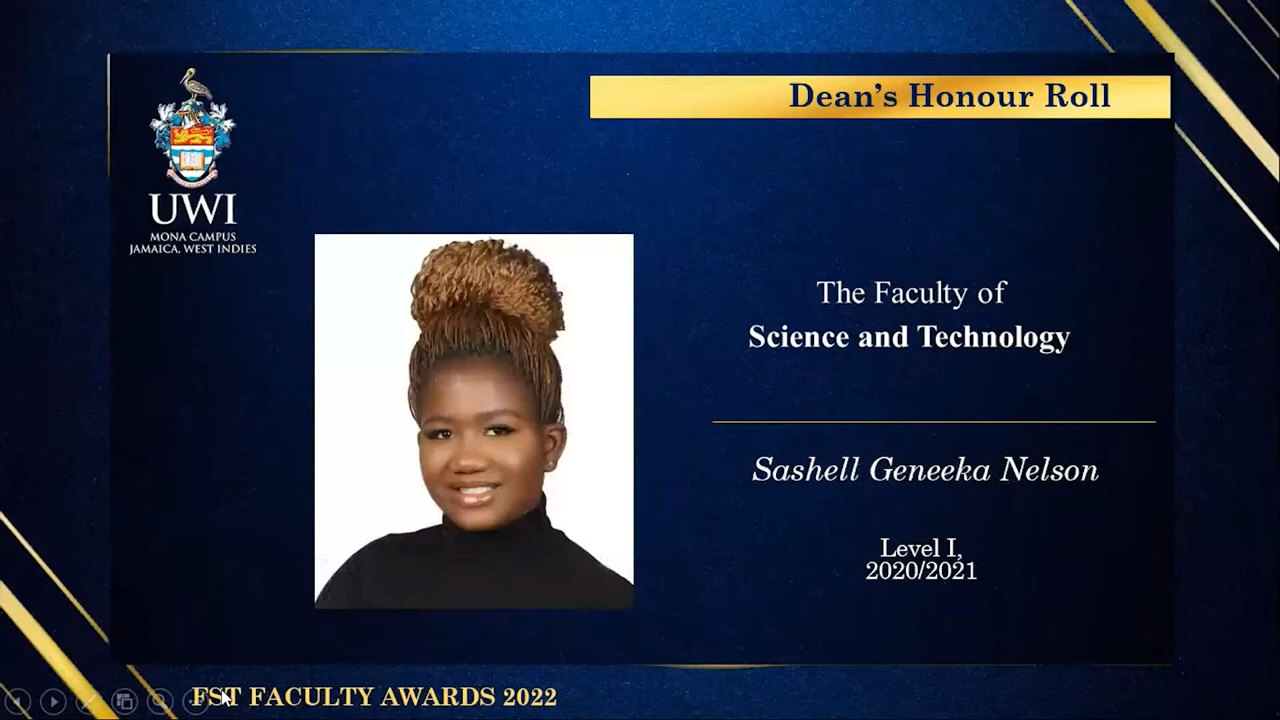 Dean's Honour Roll
UWI
MONA CAMPUS
JAMAICA, WEST INDIES
The Faculty of
Science and Technology
Sashell Geneeka Nelson
Level I,
2020/2021
FST FACULTY AWARDS 2022